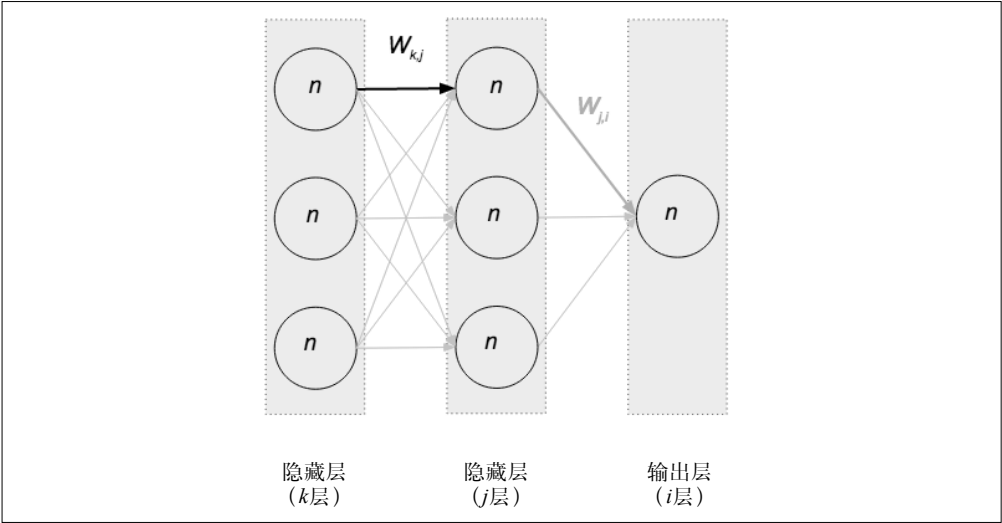 W_{k,j}
n n
W_{j,i}
n n n
n n
隐藏层 隐藏层 输出层
（k层） （j层） （i层）